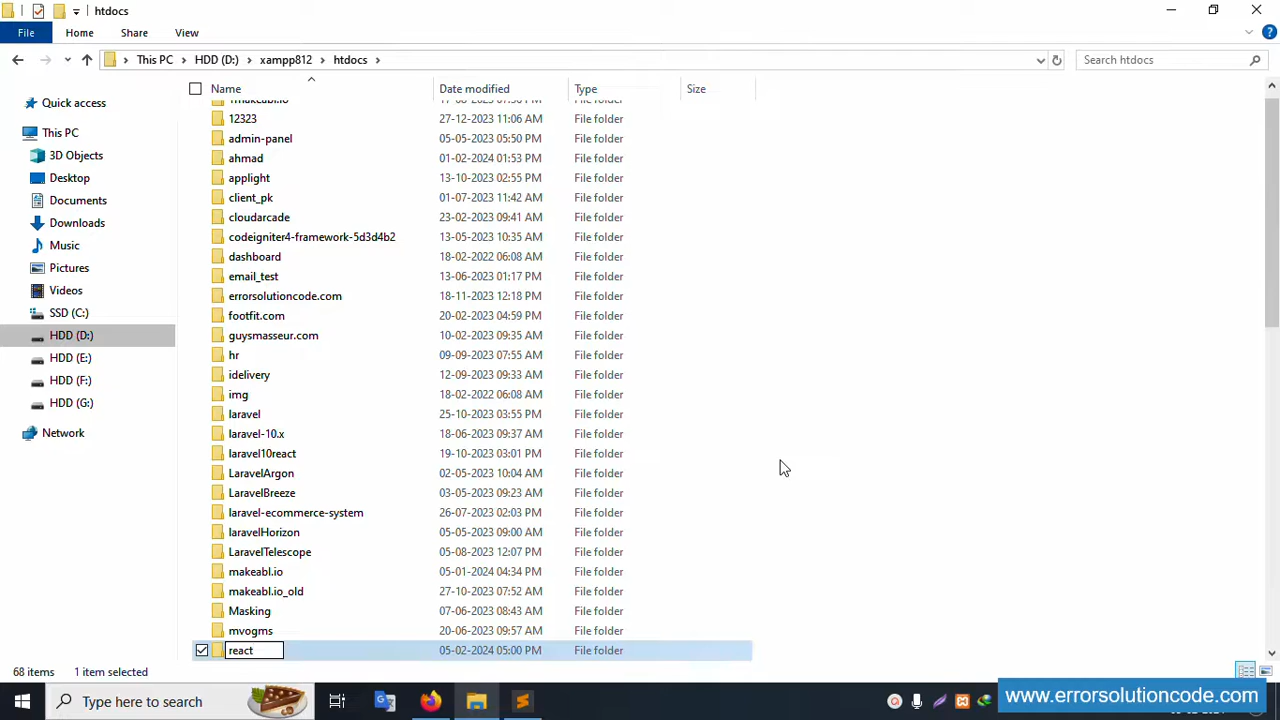 htdocs
File Home Share View
This PC HDD (D:) xampp812 htdocs Search htdocs
Name Date modified Type Size
Quick access
This PC
3D Objects
Desktop
Documents
Downloads
Music
Pictures
Videos
SSD (C:)
HDD (D:)
HDD (E:)
HDD (F:)
HDD (G:)
Network
12323 27-12-2023 11:06 AM File folder
admin-panel 05-05-2023 05:50 PM File folder
ahmad 01-02-2024 01:53 PM File folder
applight 13-10-2023 02:55 PM File folder
client_pk 01-07-2023 11:42 AM File folder
cloudarcade 23-02-2023 09:41 AM File folder
codeigniter4-framework-5d3d4b2 13-05-2023 10:35 AM File folder
dashboard 18-02-2022 06:08 AM File folder
email_test 13-06-2023 01:17 PM File folder
errorsolutioncode.com 18-11-2023 12:18 PM File folder
footfit.com 20-02-2023 04:59 PM File folder
guysmasseur.com 10-02-2023 09:35 AM File folder
hr 09-09-2023 07:55 AM File folder
idelivery 12-09-2023 09:33 AM File folder
img 18-02-2022 06:08 AM File folder
laravel 25-10-2023 03:55 PM File folder
laravel-10.x 18-06-2023 09:37 AM File folder
laravel10react 19-10-2023 03:01 PM File folder
LaravelArgon 02-05-2023 10:04 AM File folder
LaravelBreeze 03-05-2023 09:23 AM File folder
laravel-ecommerce-system 26-07-2023 02:03 PM File folder
laravelHorizon 05-05-2023 09:00 AM File folder
LaravelTelescope 05-08-2023 12:07 PM File folder
makeabl.io 05-01-2024 04:34 PM File folder
makeabl.io_old 27-10-2023 07:52 AM File folder
Masking 07-06-2023 08:43 AM File folder
mvogms 20-06-2023 09:57 AM File folder
react 05-02-2024 05:00 PM File folder
68 items 1 item selected
Type here to search
www.errorsolutioncode.com